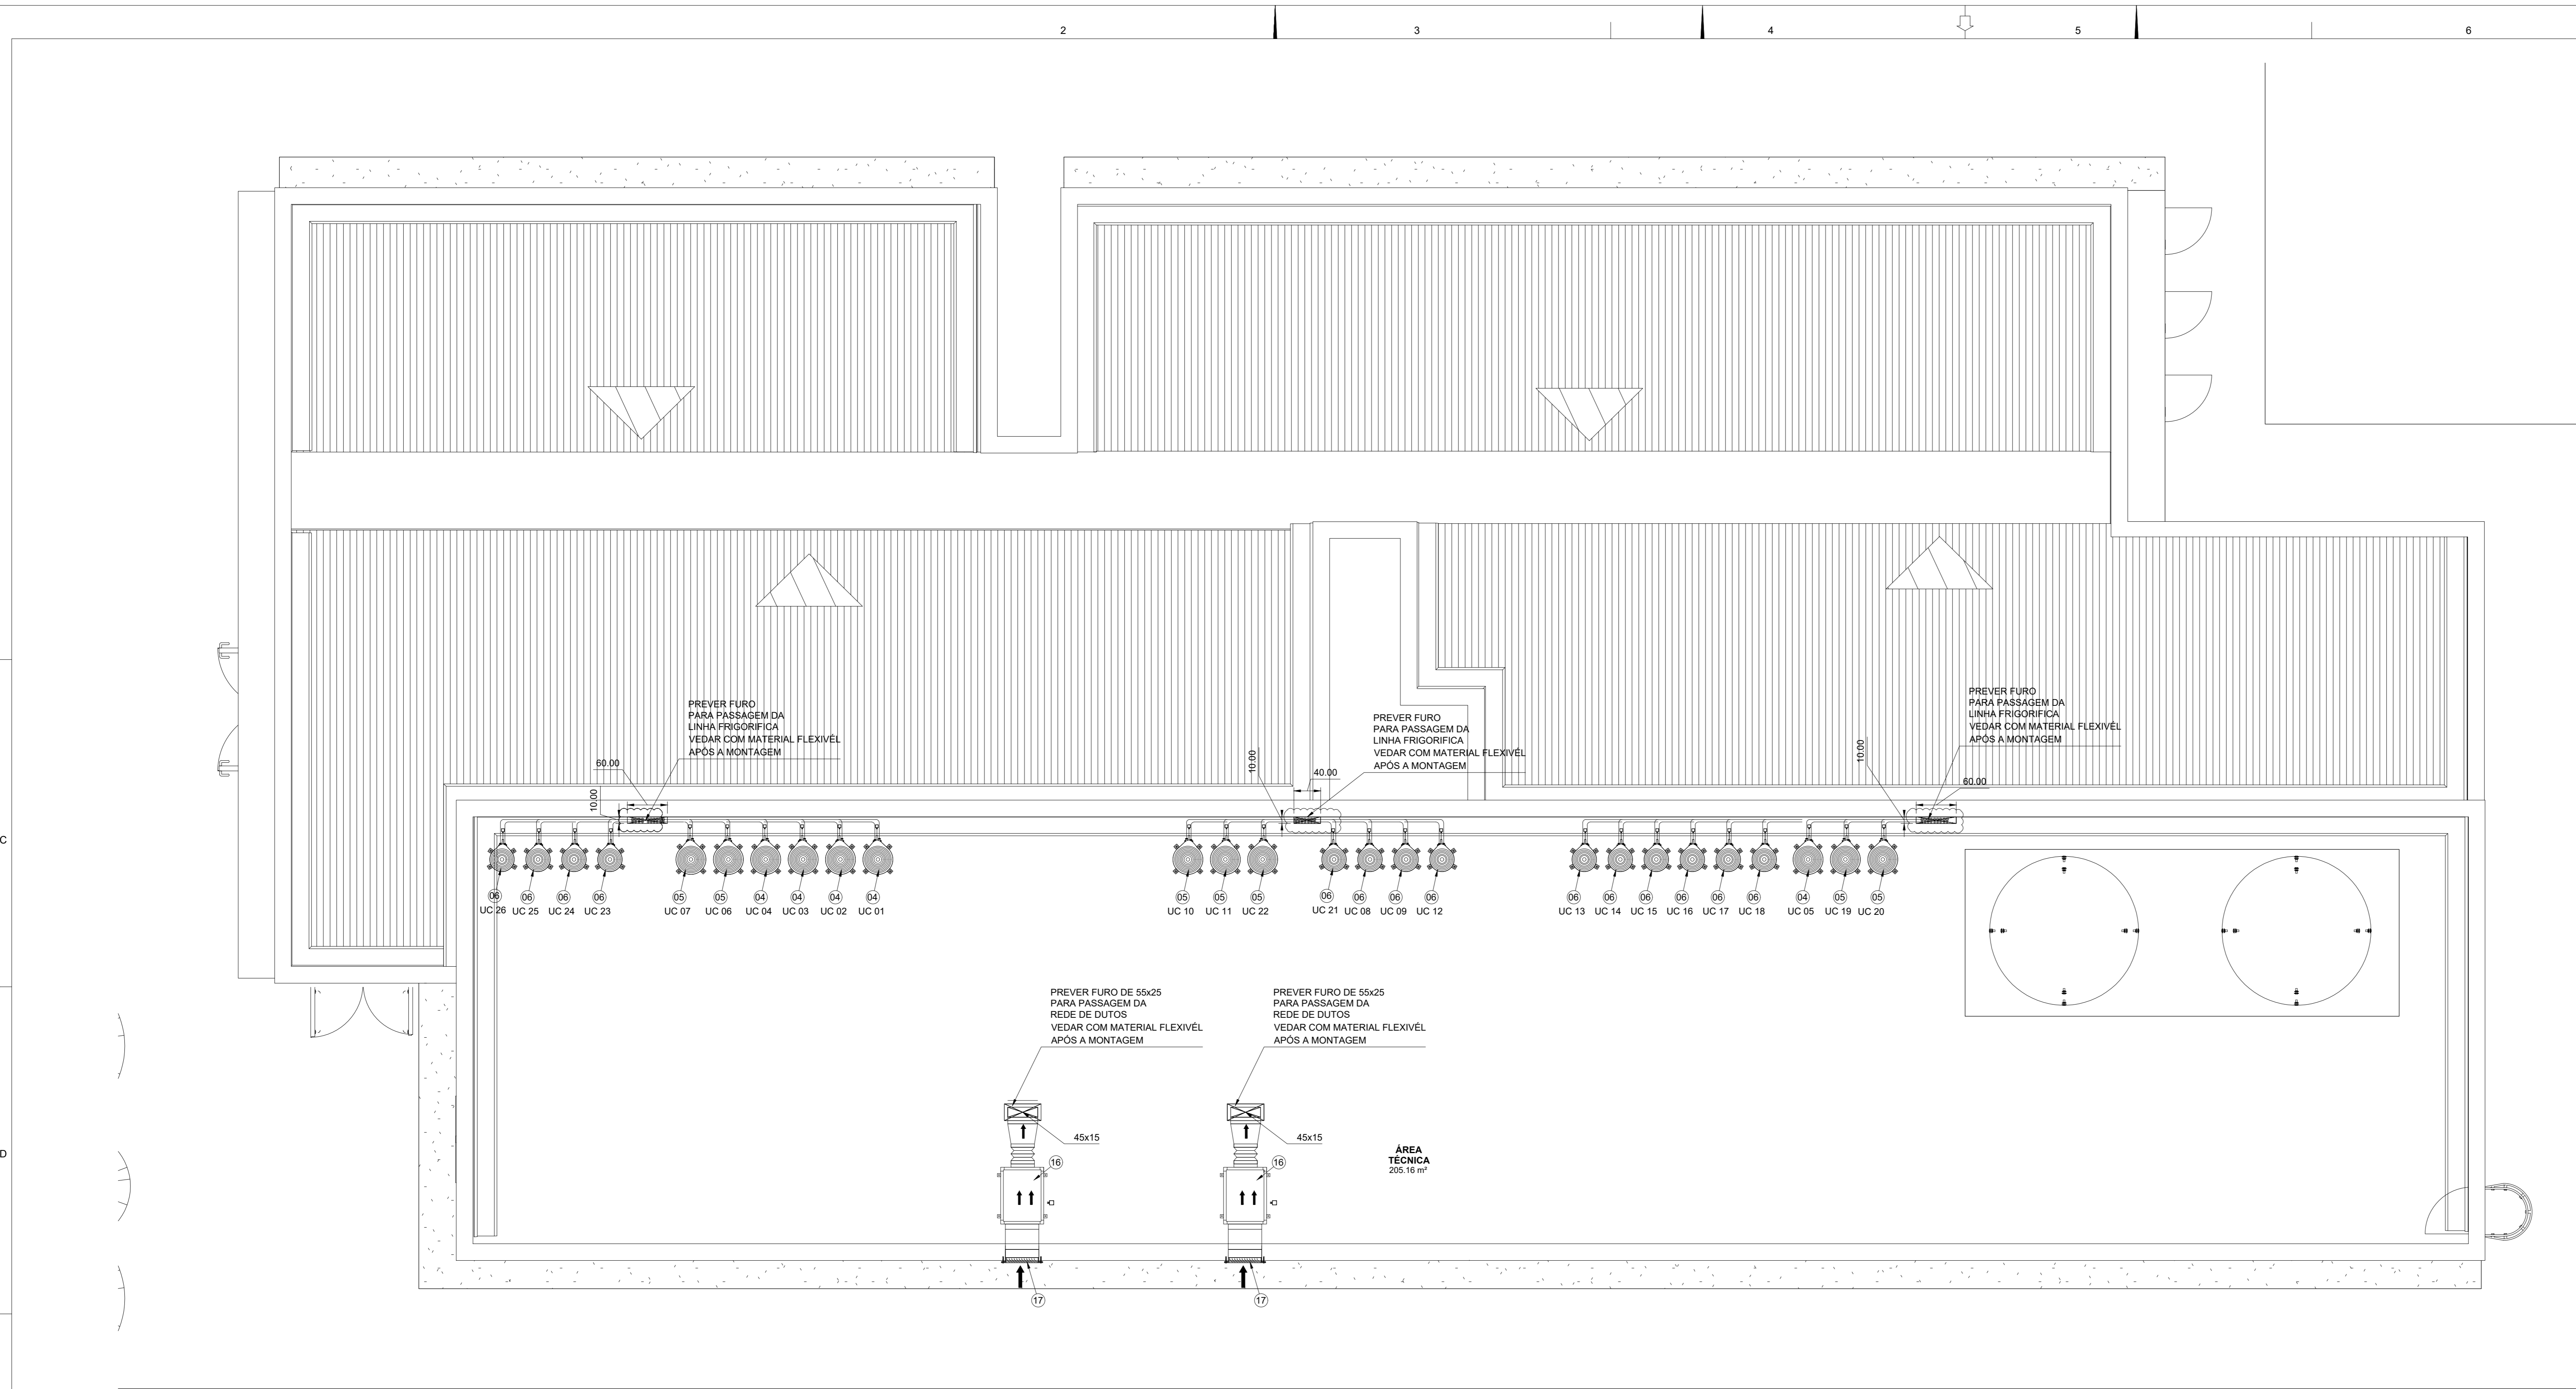 2
3
4
5
6
C
D
PREVER FURO
PARA PASSAGEM DA
LINHA FRIGORIFICA
VEDAR COM MATERIAL FLEXIVÉL
APÓS A MONTAGEM
60.00
10.00
PREVER FURO
PARA PASSAGEM DA
LINHA FRIGORIFICA
VEDAR COM MATERIAL FLEXIVÉL
APÓS A MONTAGEM
10.00
40.00
PREVER FURO
PARA PASSAGEM DA
LINHA FRIGORIFICA
VEDAR COM MATERIAL FLEXIVÉL
APÓS A MONTAGEM
10.00
60.00
06 06 06 06 05 05 04 04 04 04
UC 26 UC 25 UC 24 UC 23 UC 07 UC 06 UC 04 UC 03 UC 02 UC 01
05 05 05 06 06 06 06
UC 10 UC 11 UC 22 UC 21 UC 08 UC 09 UC 12
06 06 06 06 06 06 04 05 05
UC 13 UC 14 UC 15 UC 16 UC 17 UC 18 UC 05 UC 19 UC 20
PREVER FURO DE 55x25
PARA PASSAGEM DA
REDE DE DUTOS
VEDAR COM MATERIAL FLEXIVÉL
APÓS A MONTAGEM
45x15
16
17
PREVER FURO DE 55x25
PARA PASSAGEM DA
REDE DE DUTOS
VEDAR COM MATERIAL FLEXIVÉL
APÓS A MONTAGEM
45x15
16
17
ÁREA
TÉCNICA
205.16 m²